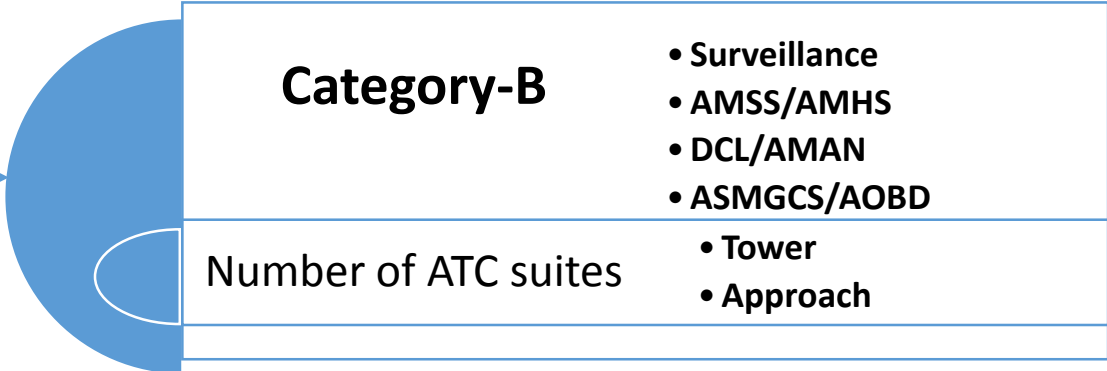 Category-B
• Surveillance
• AMSS/AMHS
• DCL/AMAN
• ASMGCS/AOBD
Number of ATC suites
• Tower
• Approach